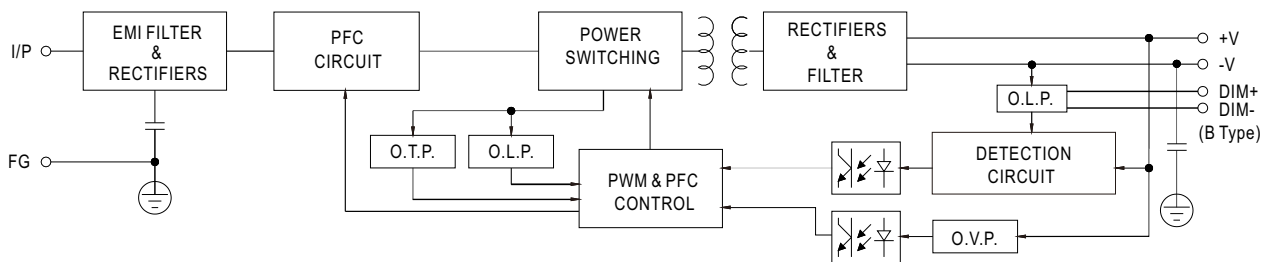 I/P
EMI FILTER
&
RECTIFIERS
PFC
CIRCUIT
POWER
SWITCHING
RECTIFIERS
&
FILTER
+V
-V
DIM+
DIM-
(B Type)
O.L.P.
FG
O.T.P.
O.L.P.
PWM & PFC
CONTROL
DETECTION
CIRCUIT
O.V.P.